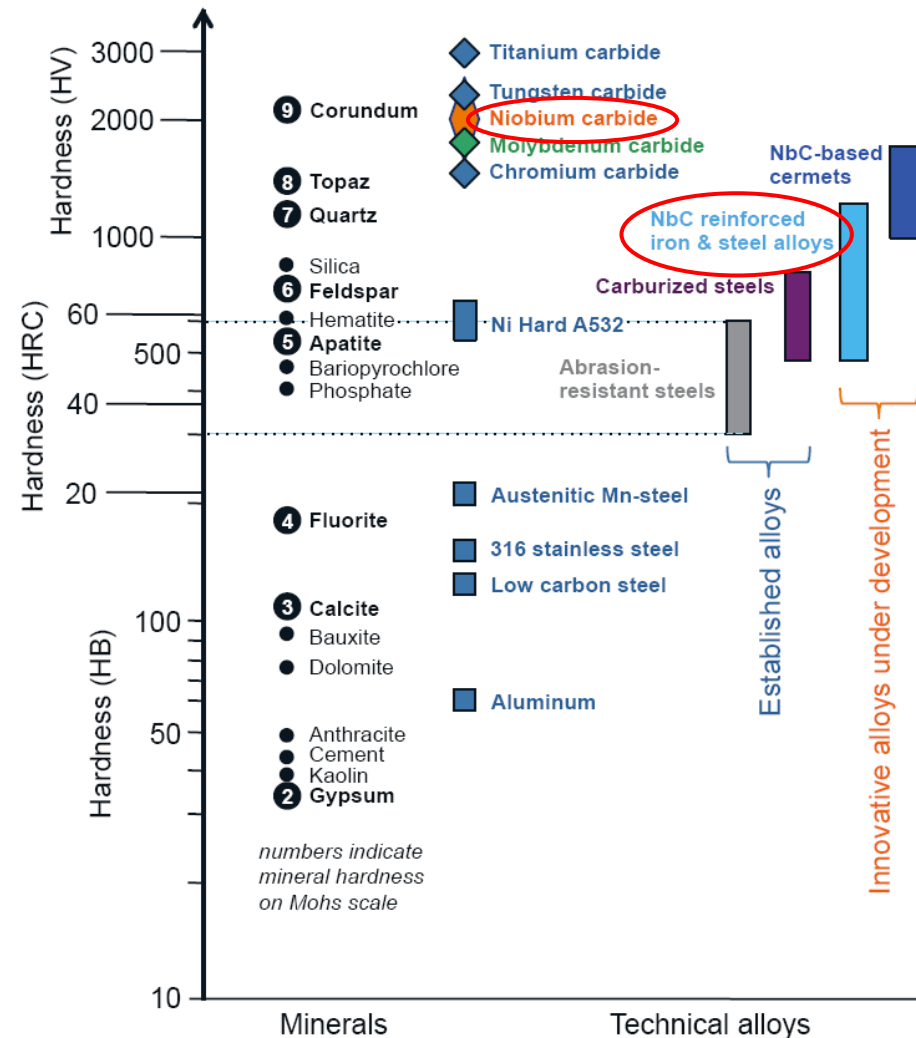 Hardness (HV)
Hardness (HRC)
Hardness (HB)
3000
2000
1000
60
500
40
20
100
50
10
9 Corundum
8 Topaz
7 Quartz
Silica
6 Feldspar
Hematite
5 Apatite
Bariopyrochlore
Phosphate
4 Fluorite
3 Calcite
Bauxite
Dolomite
Anthracite
Cement
Kaolin
2 Gypsum
numbers indicate
mineral hardness
on Mohs scale
Titanium carbide
Tungsten carbide
Niobium carbide
Molybdenum carbide
Chromium carbide
NbC-based
cermets
NbC reinforced
iron & steel alloys
Carburized steels
Ni Hard A532
Abrasion-
resistant steels
Austenitic Mn-steel
316 stainless steel
Low carbon steel
Aluminum
Established alloys
Innovative alloys under development
Minerals
Technical alloys